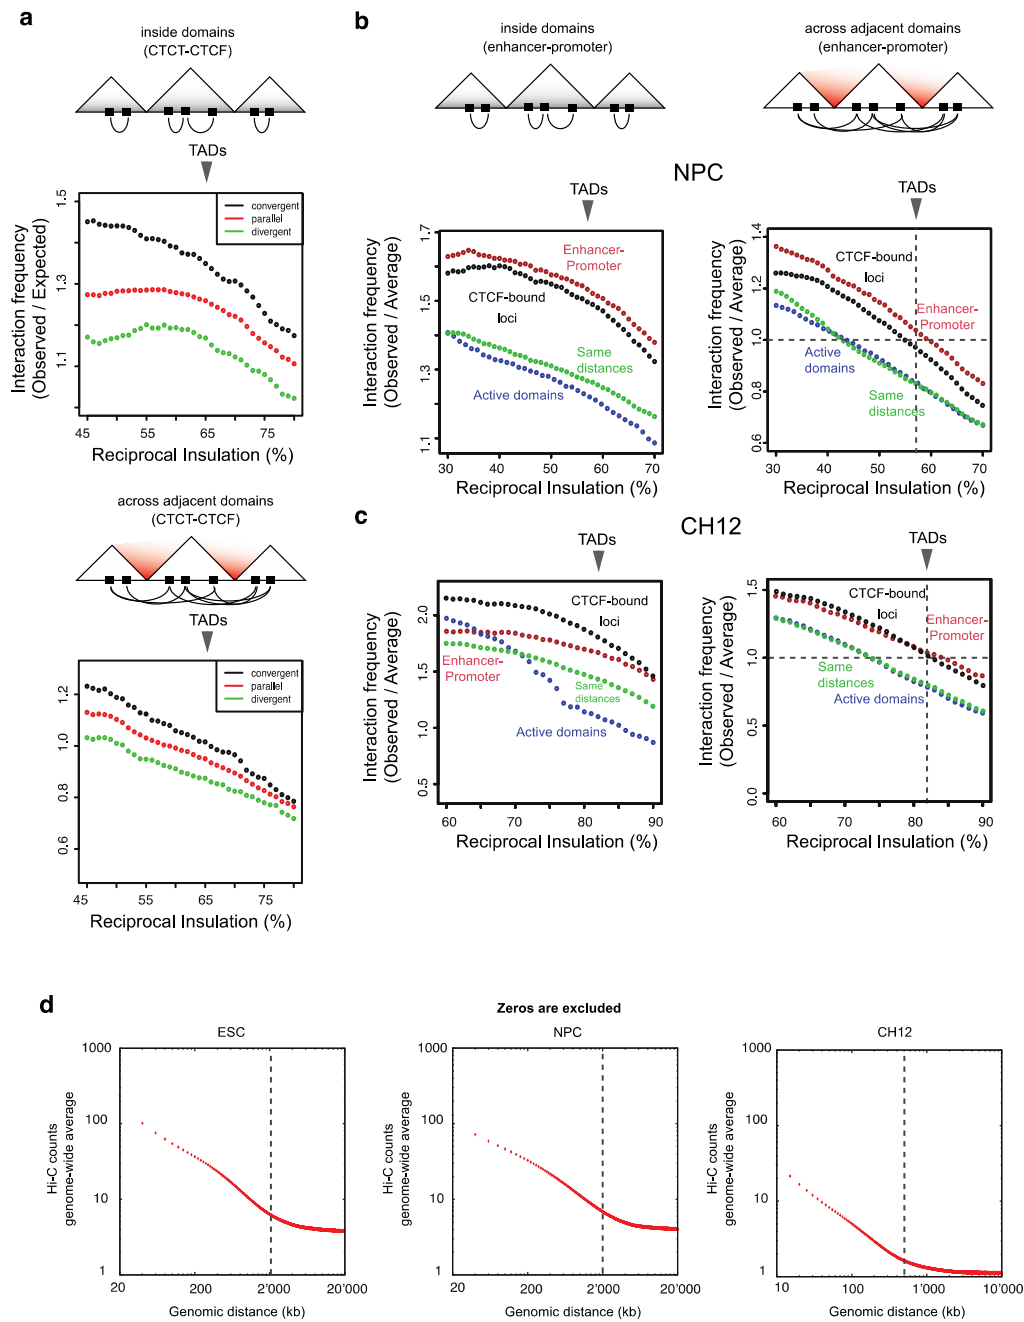 a
inside domains
(CTCT-CTCF)
TADs
1.5
1.3
1.1
convergent
parallel
divergent
Interaction frequency
(Observed / Expected)
45 55 65 75
Reciprocal Insulation (%)
across adjacent domains
(CTCT-CTCF)
TADs
1.2
1.0
0.8
0.6
convergent
parallel
divergent
45 55 65 75
Reciprocal Insulation (%)
b
inside domains
(enhancer-promoter)
across adjacent domains
(enhancer-promoter)
NPC
TADs
1.7
1.5
1.3
1.1
Interaction frequency
(Observed / Average)
Enhancer-
Promoter
CTCF-bound
loci
Same
distances
Active domains
30 40 50 60 70
Reciprocal Insulation (%)
TADs
1.4
1.2
1.0
0.8
0.6
Interaction frequency
(Observed / Average)
CTCF-bound
loci
Enhancer-
Promoter
Active
domains
Same
distances
30 40 50 60 70
Reciprocal Insulation (%)
c
CH12
TADs
2.0
1.5
1.0
0.5
Interaction frequency
(Observed / Average)
CTCF-bound
loci
Enhancer-
Promoter
Same
distances
Active domains
60 70 80 90
Reciprocal Insulation (%)
TADs
1.5
1.0
0.5
0.0
Interaction frequency
(Observed / Average)
CTCF-bound
loci
Enhancer-
Promoter
Same
distances
Active domains
60 70 80 90
Reciprocal Insulation (%)
d
Zeros are excluded
ESC
1000
100
10
1
Hi-C counts
genome-wide average
20 200 2'000 20'000
Genomic distance (kb)
NPC
1000
100
10
1
Hi-C counts
genome-wide average
20 200 2'000 20'000
Genomic distance (kb)
CH12
1000
100
10
1
Hi-C counts
genome-wide average
10 100 1'000 10'000
Genomic distance (kb)